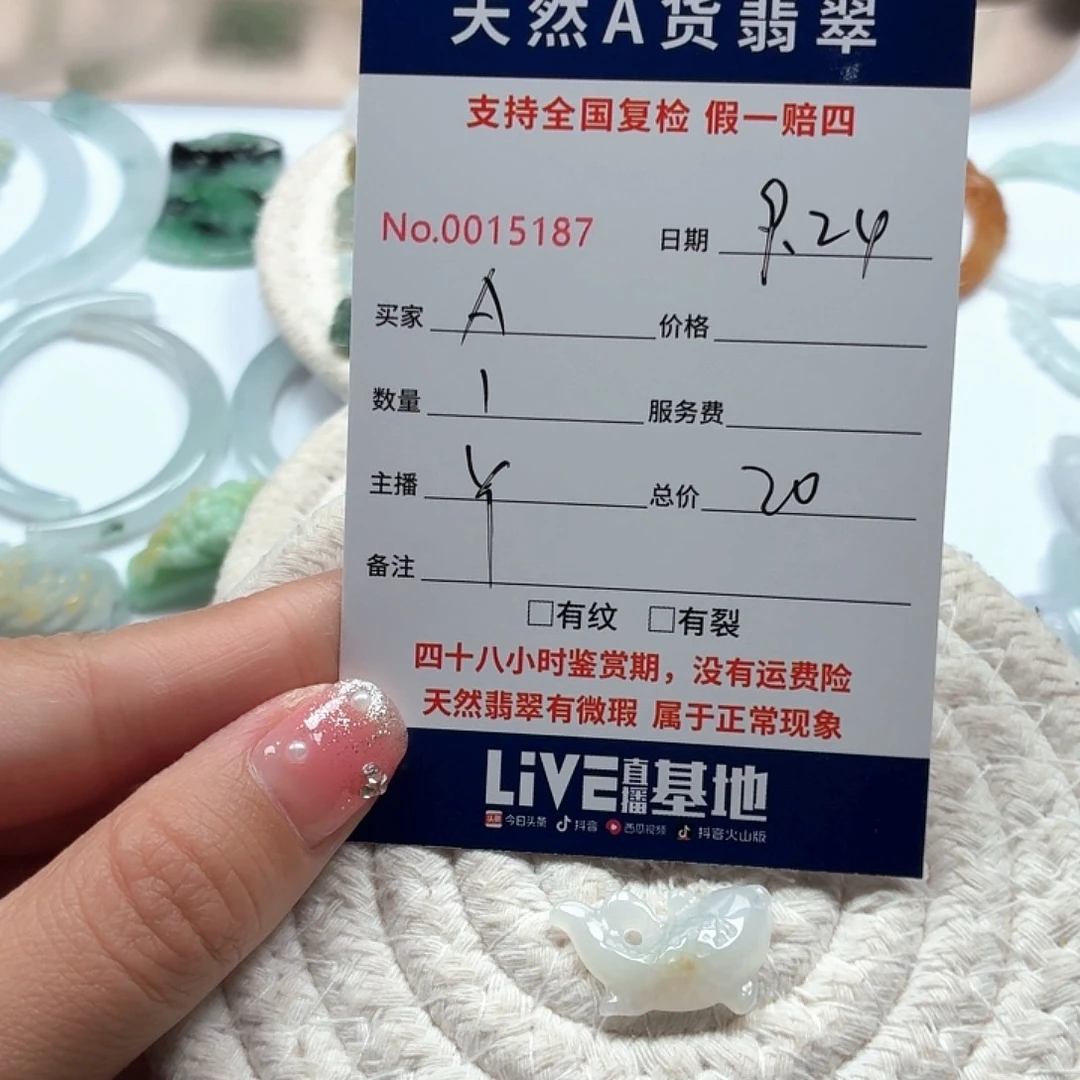 天然A货翡翠
支持全国复检 假一赔四
No.0015187 日期 9.24
买家 A 价格
数量 1 服务费
主播 总价 20
备注
□有纹 □有裂
四十八小时鉴赏期，没有运费险
天然翡翠有微瑕 属于正常现象
LiVE直播基地
头条 今日头条 抖音 西瓜视频 抖音火山版